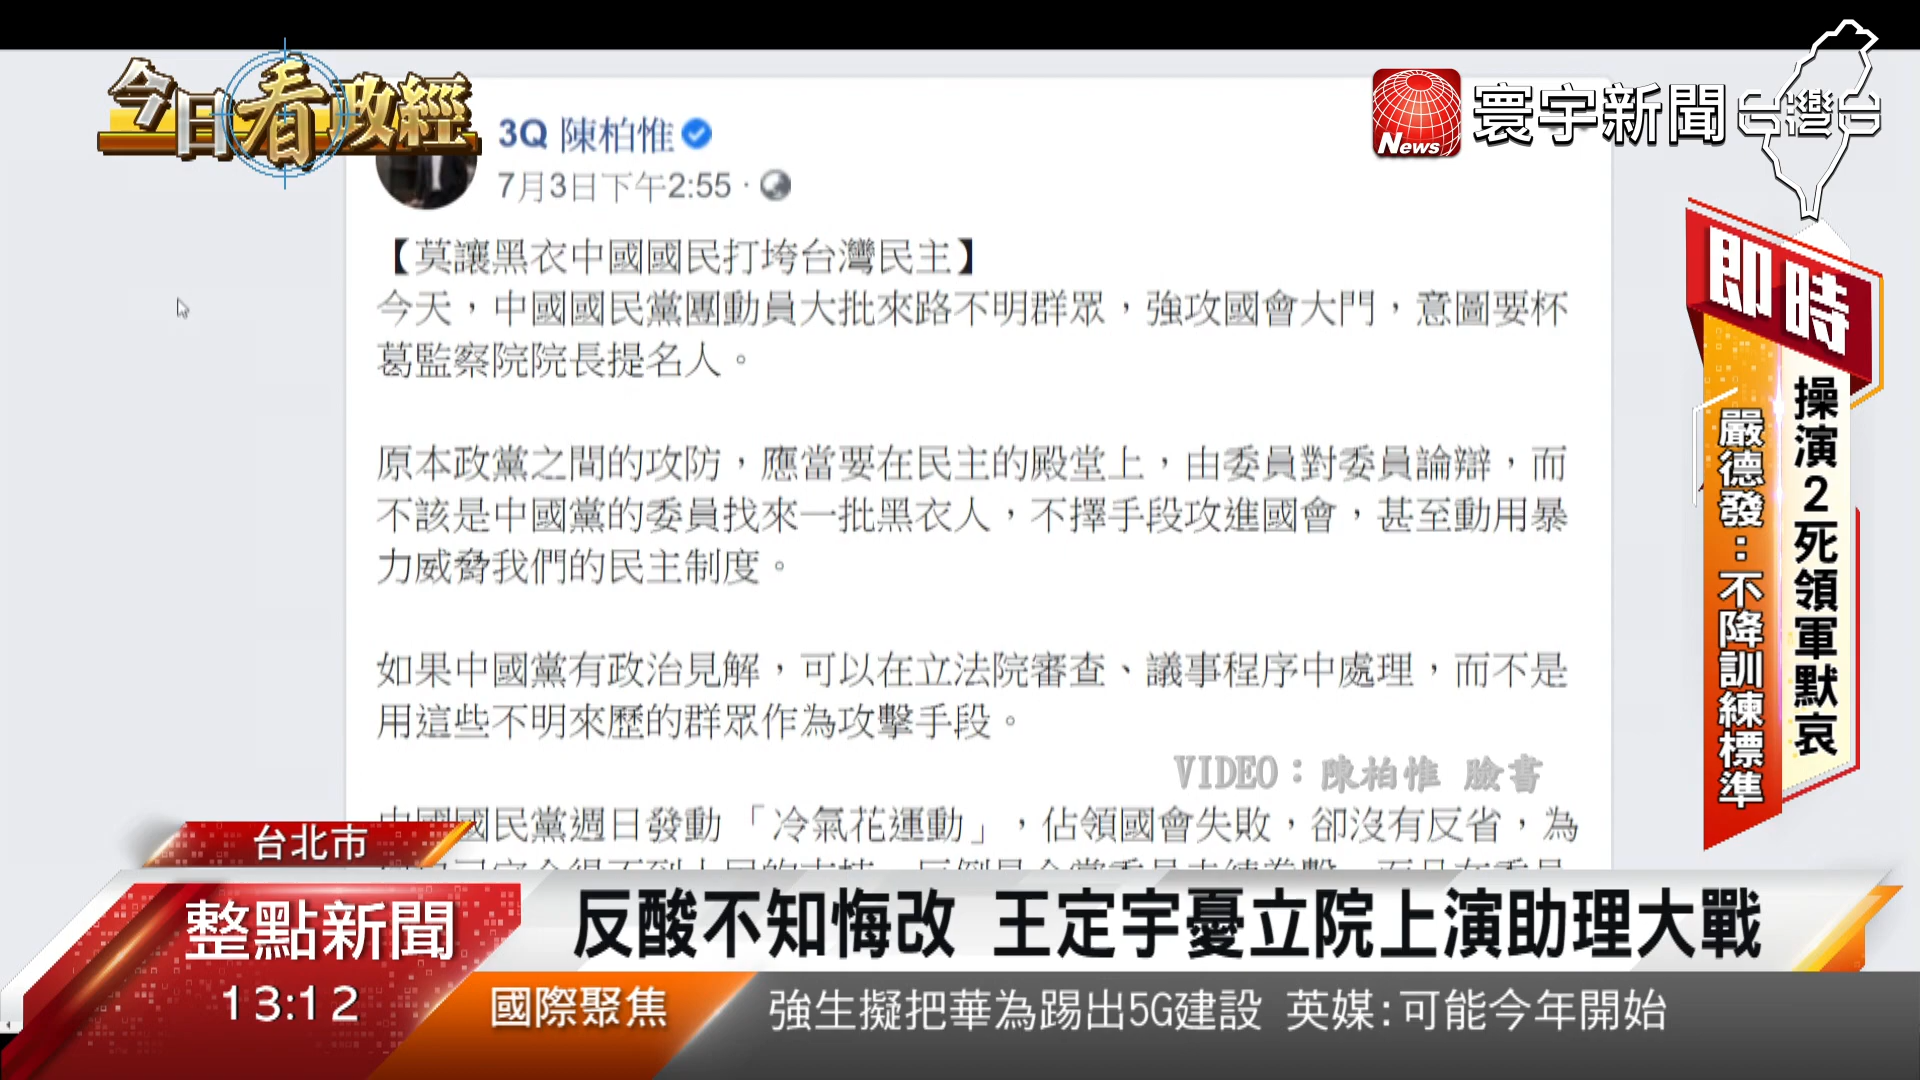 今日看政經
News
寰宇新聞 台灣台
3Q 陳柏惟
7月3日下午2:55
【莫讓黑衣中國國民打垮台灣民主】
今天，中國國民黨團動員大批來路不明群眾，強攻國會大門，意圖要杯
葛監察院院長提名人。
原本政黨之間的攻防，應當要在民主的殿堂上，由委員對委員論辯，而
不該是中國黨的委員找來一批黑衣人，不擇手段攻進國會，甚至動用暴
力威脅我們的民主制度。
如果中國黨有政治見解，可以在立法院審查、議事程序中處理，而不是
用這些不明來歷的群眾作為攻擊手段。
VIDEO：陳柏惟 臉書
中國國民黨週日發動「冷氣花運動」，佔領國會失敗，卻沒有反省，為
即時
操演2死領軍默哀
嚴德發：不降訓練標準
台北市
整點新聞
反酸不知悔改 王定宇憂立院上演助理大戰
13:12
國際聚焦
強生擬把華為踢出5G建設 英媒:可能今年開始